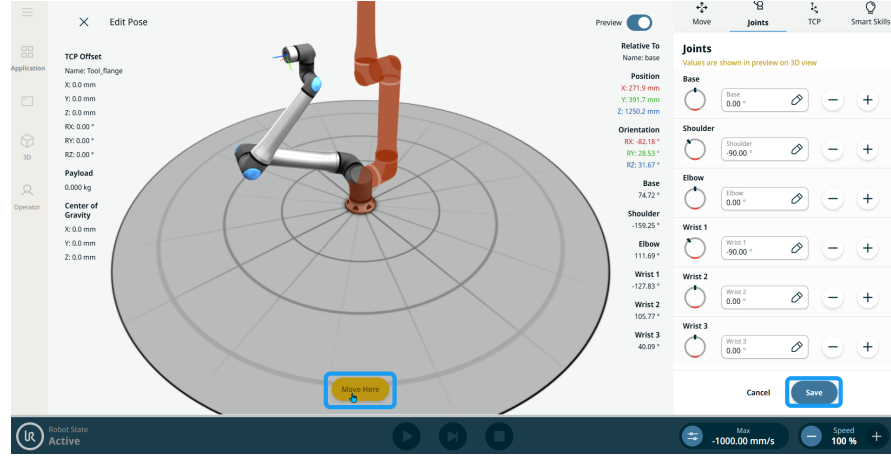 Edit Pose
Preview
Application
3D
Operator
TCP Offset
Name: Tool_flange
X: 0.0 mm
Y: 0.0 mm
Z: 0.0 mm
RX: 0.00 °
RY: 0.00 °
RZ: 0.00 °
Payload
0.000 kg
Center of
Gravity
X: 0.0 mm
Y: 0.0 mm
Z: 0.0 mm
Relative To
Name: base
Position
X: 271.9 mm
Y: 391.7 mm
Z: 1250.2 mm
Orientation
RX: -82.18 °
RY: 28.53 °
RZ: 31.67 °
Base
74.72 °
Shoulder
-159.25 °
Elbow
111.69 °
Wrist 1
-127.83 °
Wrist 2
105.77 °
Wrist 3
40.09 °
Move Here
Move
Joints
TCP
Smart Skills
Joints
Values are shown in preview on 3D view
Base
Base
0.00 °
Shoulder
Shoulder
-90.00 °
Elbow
Elbow
0.00 °
Wrist 1
Wrist 1
-90.00 °
Wrist 2
Wrist 2
0.00 °
Wrist 3
Wrist 3
0.00 °
Cancel
Save
UR
Robot State
Active
Max
-1000.00 mm/s
Speed
100 %